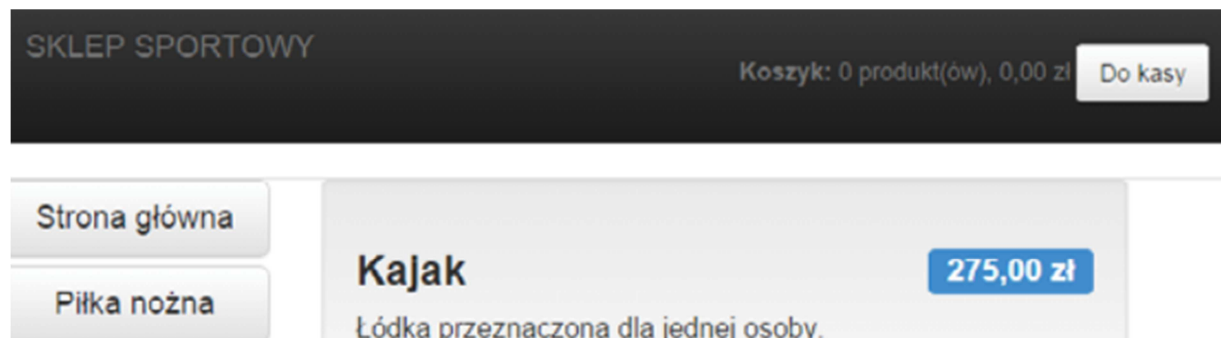 SKLEP SPORTOWY
Koszyk: 0 produkt(ów), 0,00 zł Do kasy
Strona główna
Kajak 275,00 zł
Piłka nożna
Łódka przeznaczona dla jednej osoby.